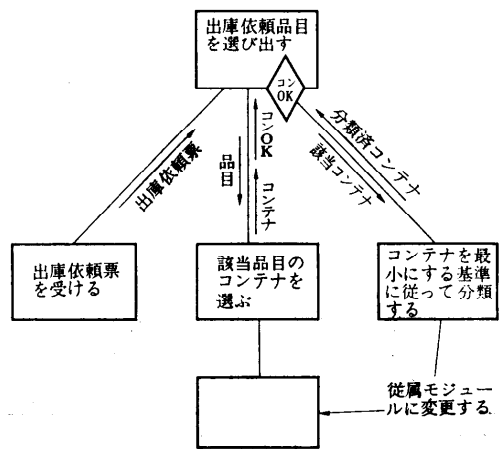 出庫依頼品目
を選び出す
コン
OK
出庫依頼票
品目
コンOK
コンテナ
分類済コンテナ
該当コンテナ
出庫依頼票
を受ける
該当品目の
コンテナを
選ぶ
コンテナを最
小にする基準
に従って分類
する
従属モジュー
ルに変更する